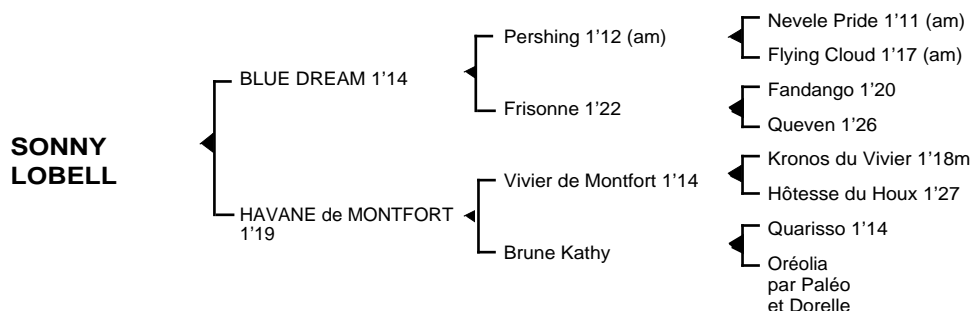 SONNY
LOBELL
BLUE DREAM 1'14
HAVANE de MONTFORT
1'19
Pershing 1'12 (am)
Frisonne 1'22
Vivier de Montfort 1'14
Brune Kathy
Nevele Pride 1'11 (am)
Flying Cloud 1'17 (am)
Fandango 1'20
Queven 1'26
Kronos du Vivier 1'18m
Hôtesse du Houx 1'27
Quarisso 1'14
Oréolia
par Paléo
et Dorelle